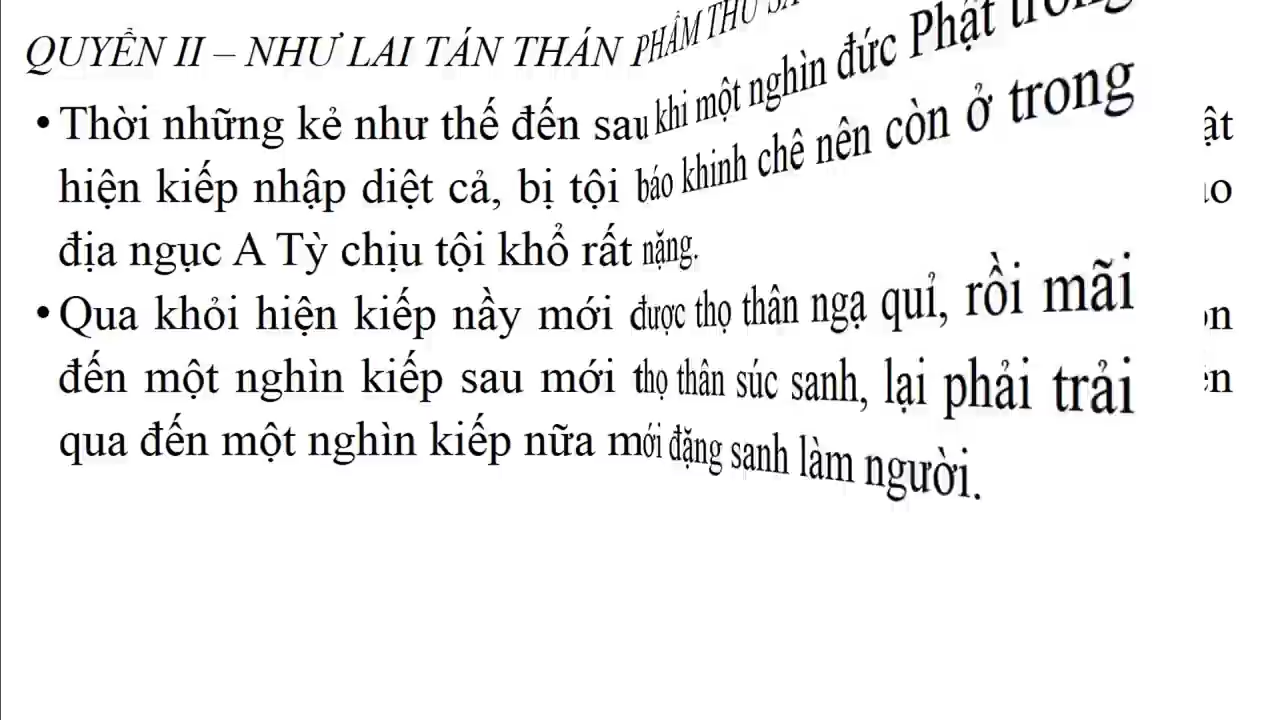 QUYỂN II – NHƯ LAI TÁN THÁN PHẨM THỨ
• Thời những kẻ như thế đến sau khi một nghìn đức Phật trong
hiện kiếp nhập diệt cả, bị tội báo khinh chê nên còn ở trong
địa ngục A Tỳ chịu tội khổ rất nặng.
• Qua khỏi hiện kiếp nầy mới được thọ thân ngạ quỉ, rồi mãi
đến một nghìn kiếp sau mới thọ thân súc sanh, lại phải trải
qua đến một nghìn kiếp nữa mới đặng sanh làm người.